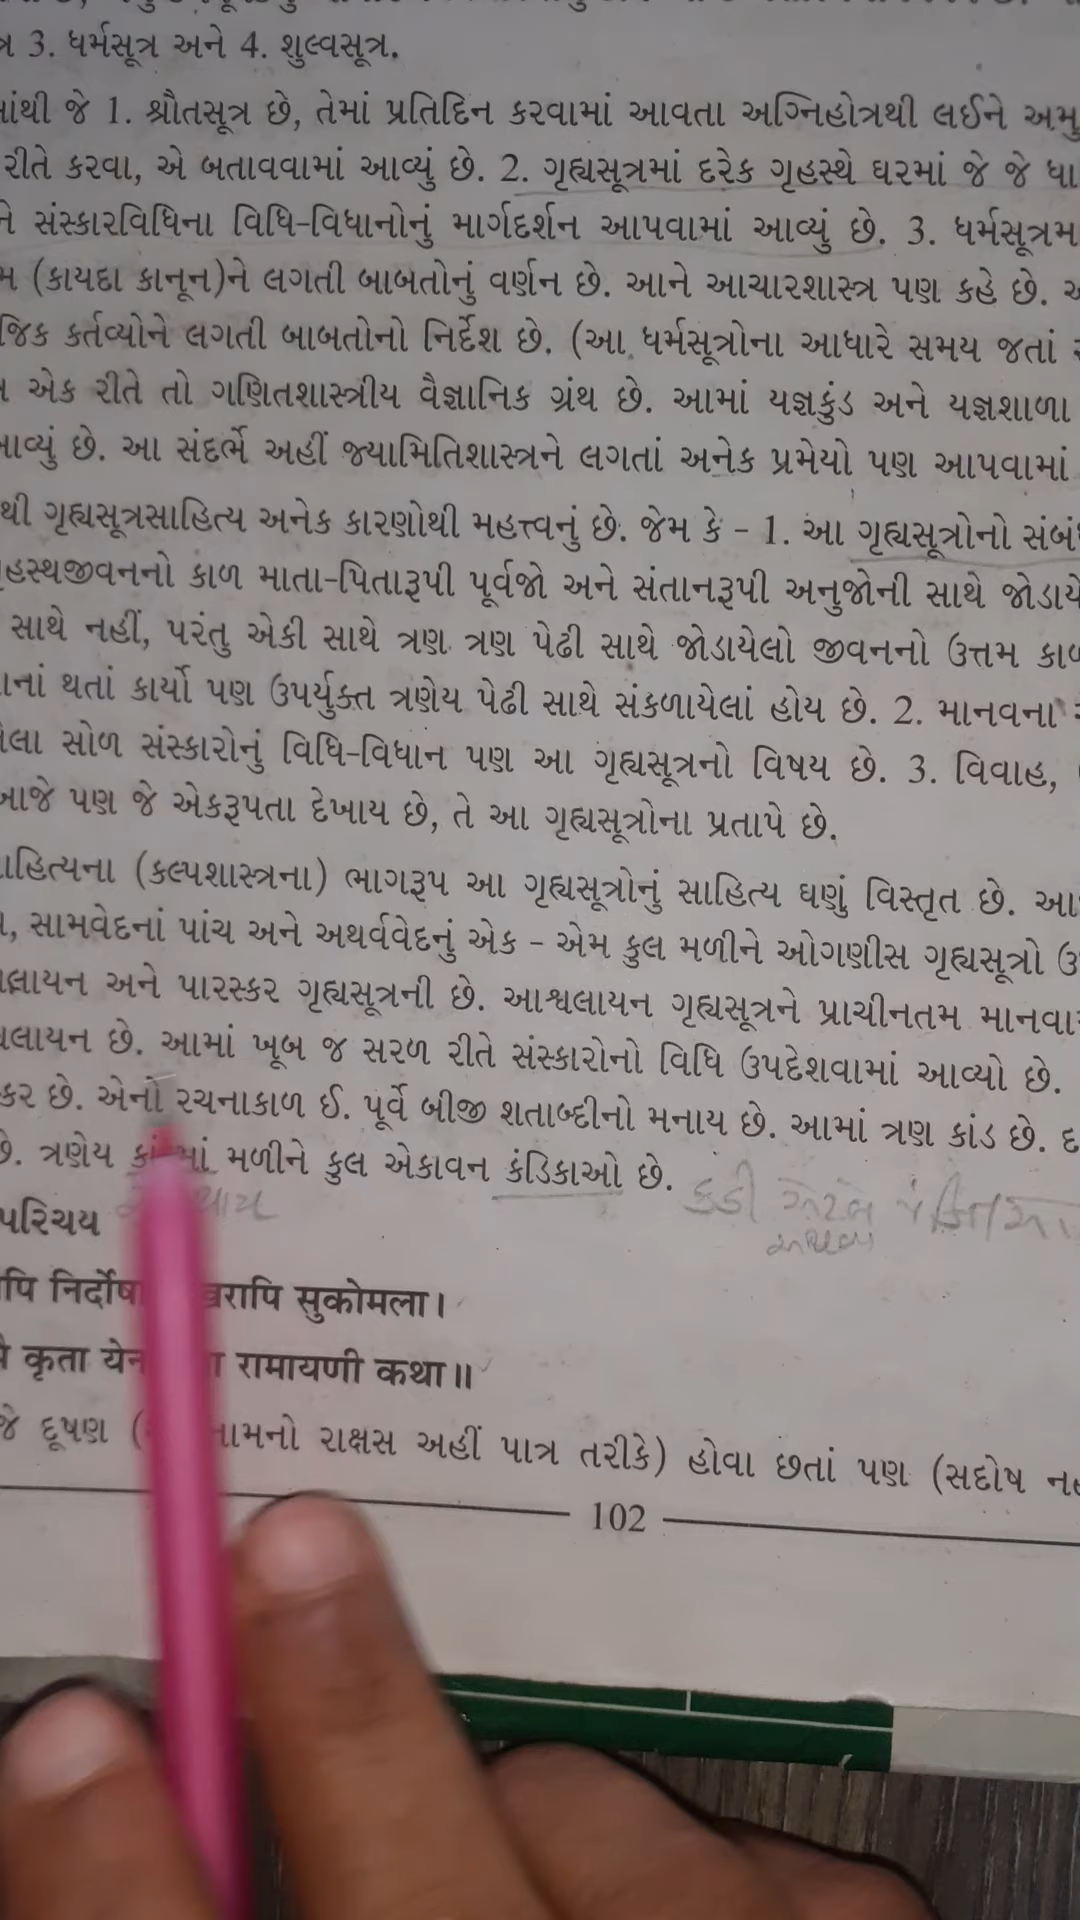 3. ધર્મસૂત્ર અને 4. શુલ્વસૂત્ર.
જે 1. શ્રૌતસૂત્ર છે, તેમાં પ્રતિદિન કરવામાં આવતા અગ્નિહોત્રથી લઈને
રીતે કરવા, એ બતાવવામાં આવ્યું છે. 2. ગૃહ્યસૂત્રમાં દરેક ગૃહસ્થે ઘરમાં જે જે
સંસ્કારવિધિના વિધિ-વિધાનોનું માર્ગદર્શન આપવામાં આવ્યું છે. 3. ધર્મસૂત્રમ
(કાયદા કાનૂન)ને લગતી બાબતોનું વર્ણન છે. આને આચારશાસ્ત્ર પણ કહે છે.
જિક કર્તવ્યોને લગતી બાબતોનો નિર્દેશ છે. (આ ધર્મસૂત્રોના આધારે સમય જતાં
એક રીતે તો ગણિતશાસ્ત્રીય વૈજ્ઞાનિક ગ્રંથ છે. આમાં યજ્ઞકુંડ અને યજ્ઞશાળા
આવ્યું છે. આ સંદર્ભે અહીં જ્યામિતિશાસ્ત્રને લગતાં અનેક પ્રમેયો પણ આપવામાં
થી ગૃહ્યસૂત્રસાહિત્ય અનેક કારણોથી મહત્ત્વનું છે. જેમ કે - 1. આ ગૃહ્યસૂત્રોનો સંબં
હસ્થજીવનનો કાળ માતા-પિતારૂપી પૂર્વજો અને સંતાનરૂપી અનુજોની સાથે જોડાયે
સાથે નહીં, પરંતુ એકી સાથે ત્રણ ત્રણ પેઢી સાથે જોડાયેલો જીવનનો ઉત્તમ કાળ
નાં થતાં કાર્યો પણ ઉપર્યુક્ત ત્રણેય પેઢી સાથે સંકળાયેલાં હોય છે. 2. માનવના
લા સોળ સંસ્કારોનું વિધિ-વિધાન પણ આ ગૃહ્યસૂત્રનો વિષય છે. 3. વિવાહ,
આજે પણ જે એકરૂપતા દેખાય છે, તે આ ગૃહ્યસૂત્રોના પ્રતાપે છે.
હિત્યના (કલ્પશાસ્ત્રના) ભાગરૂપ આ ગૃહ્યસૂત્રોનું સાહિત્ય ઘણું વિસ્તૃત છે. આ
સામવેદનાં પાંચ અને અથર્વવેદનું એક - એમ કુલ મળીને ઓગણીસ ગૃહ્યસૂત્રો
લાયન અને પારસ્કર ગૃહ્યસૂત્રની છે. આશ્વલાયન ગૃહ્યસૂત્રને પ્રાચીનતમ માનવા
લાયન છે. આમાં ખૂબ જ સરળ રીતે સંસ્કારોનો વિધિ ઉપદેશવામાં આવ્યો છે.
કર છે. એનો રચનાકાળ ઈ. પૂર્વે બીજી શતાબ્દીનો મનાય છે. આમાં ત્રણ કાંડ છે.
છે. ત્રણેય મળીને કુલ એકાવન કંડિકાઓ છે.
પરિચય
पि निर्दोषा खरापि सुकोमला।
कृता येन रामायणी कथा॥
જે દૂષણ નામનો રાક્ષસ અહીં પાત્ર તરીકે) હોવા છતાં પણ (સદોષ
102